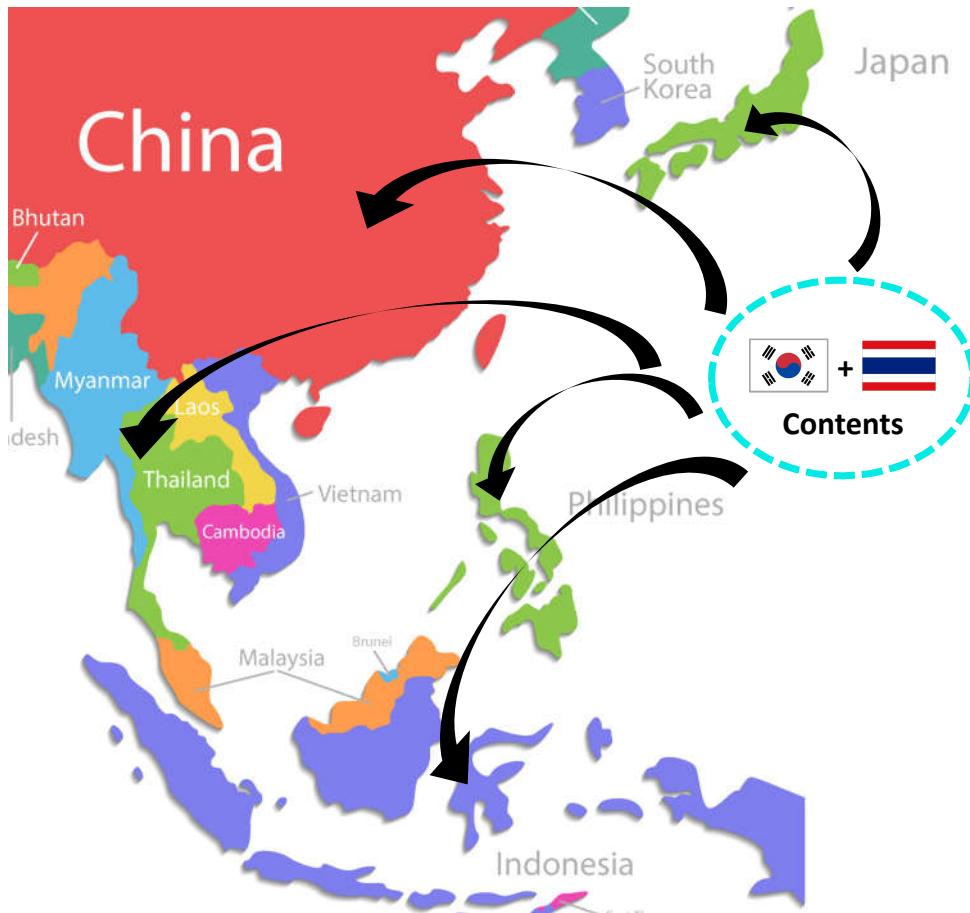 South
Korea
Japan
China
Bhutan
+
Contents
Myanmar
Laos
desh
Thailand
Vietnam
Philippines
Cambodia
Brunei
Malaysia
Indonesia